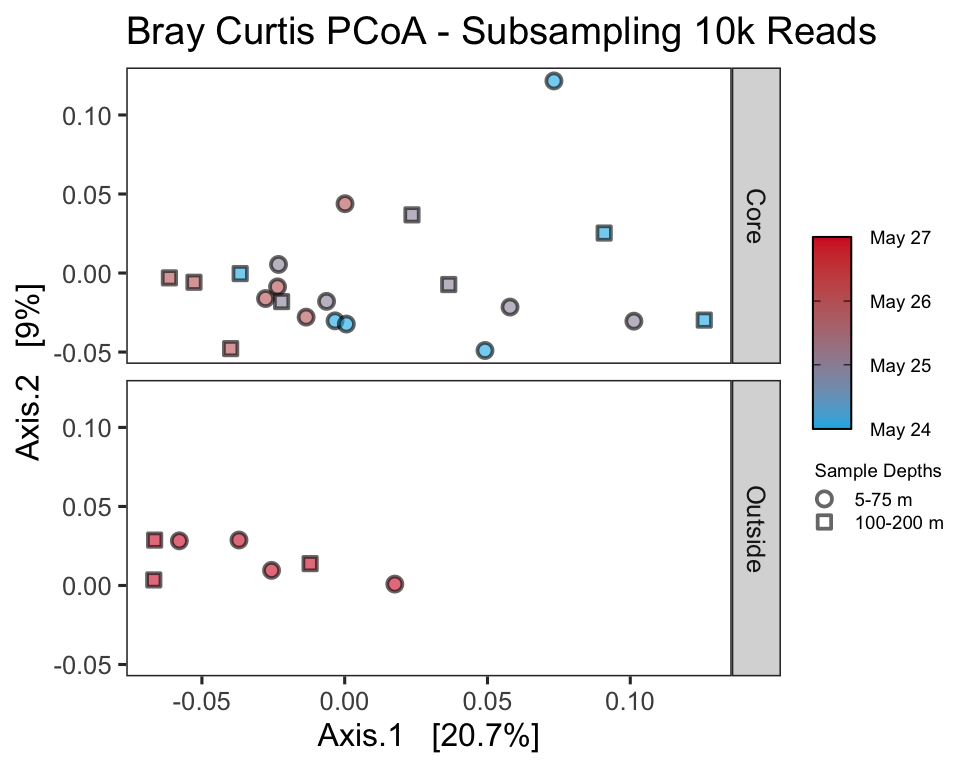 Bray Curtis PCoA - Subsampling 10k Reads
0.10
0.05
0.00
-0.05
Core
0.10
0.05
0.00
-0.05
Outside
-0.05 0.00 0.05 0.10
Axis.1 [20.7%]
Axis.2 [9%]
May 27
May 26
May 25
May 24
Sample Depths
5-75 m
100-200 m